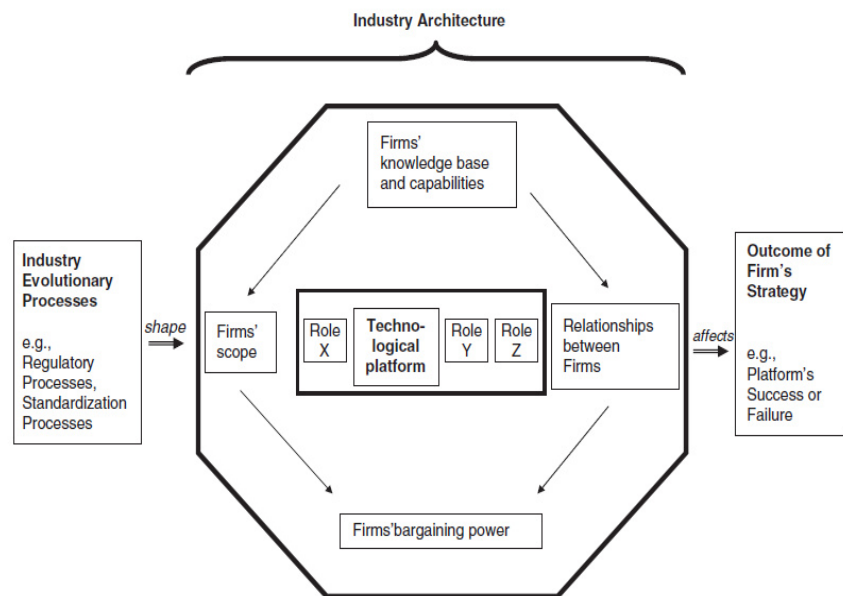 Industry Architecture
Firms'
knowledge base
and capabilities
Industry
Evolutionary
Processes
e.g.,
Regulatory
Processes,
Standardization
Processes
shape
Firms'
scope
Role
X
Techno-
logical
platform
Role
Y
Role
Z
Relationships
between
Firms
affects
Outcome of
Firm's
Strategy
e.g.,
Platform's
Success or
Failure
Firms'bargaining power